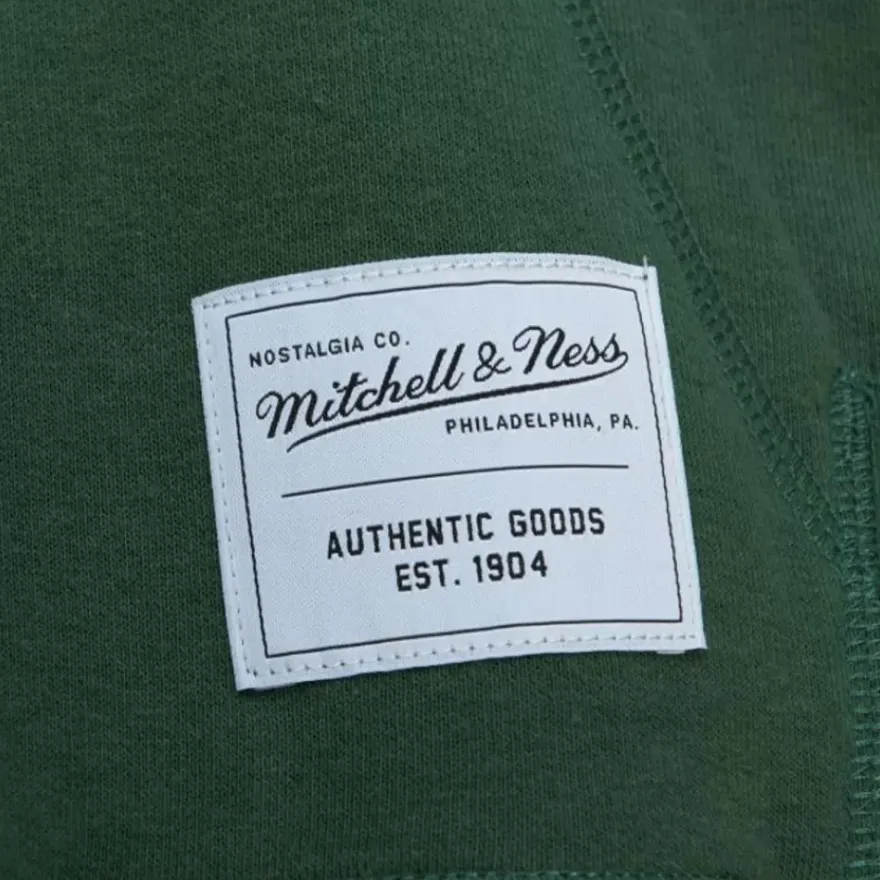 NOSTALGIA CO.
Mitchell & Ness
PHILADELPHIA, PA.
AUTHENTIC GOODS
EST. 1904